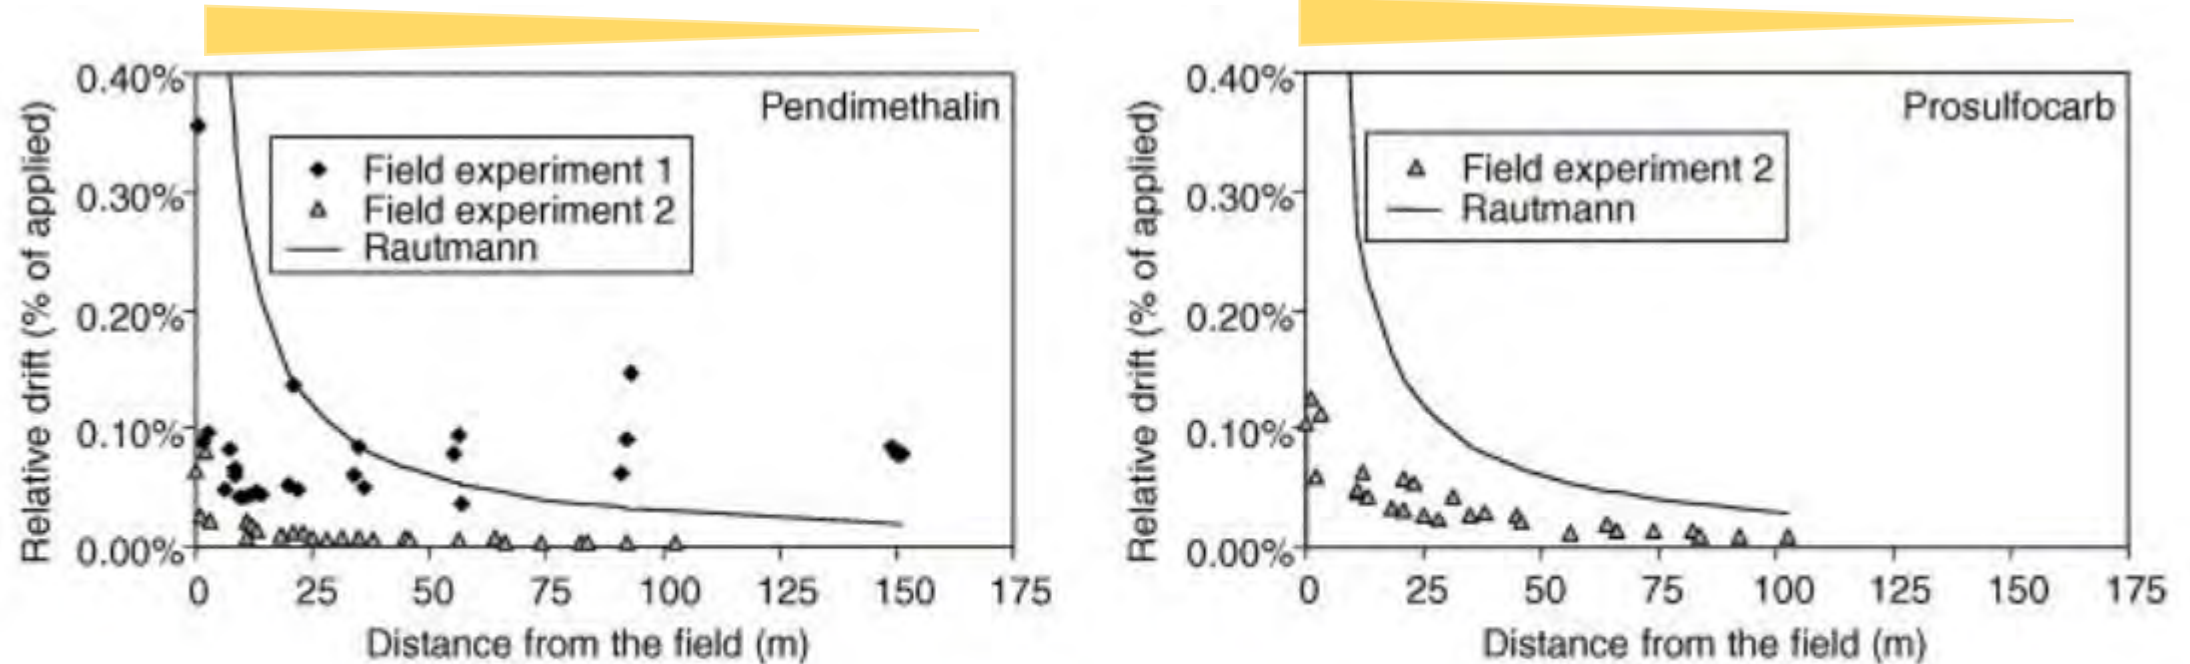 Pendimethalin
Relative drift (% of applied)
0.40%
0.30%
0.20%
0.10%
0.00%
Field experiment 1
Field experiment 2
Rautmann
0 25 50 75 100 125 150 175
Distance from the field (m)
Prosulfocarb
Relative drift (% of applied)
0.40%
0.30%
0.20%
0.10%
0.00%
Field experiment 2
Rautmann
0 25 50 75 100 125 150 175
Distance from the field (m)